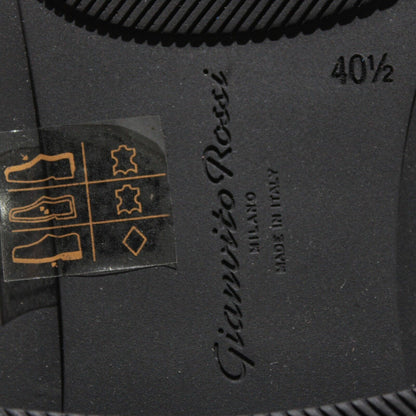 40½
Gianvito Rossi
MILANO
MADE IN ITALY